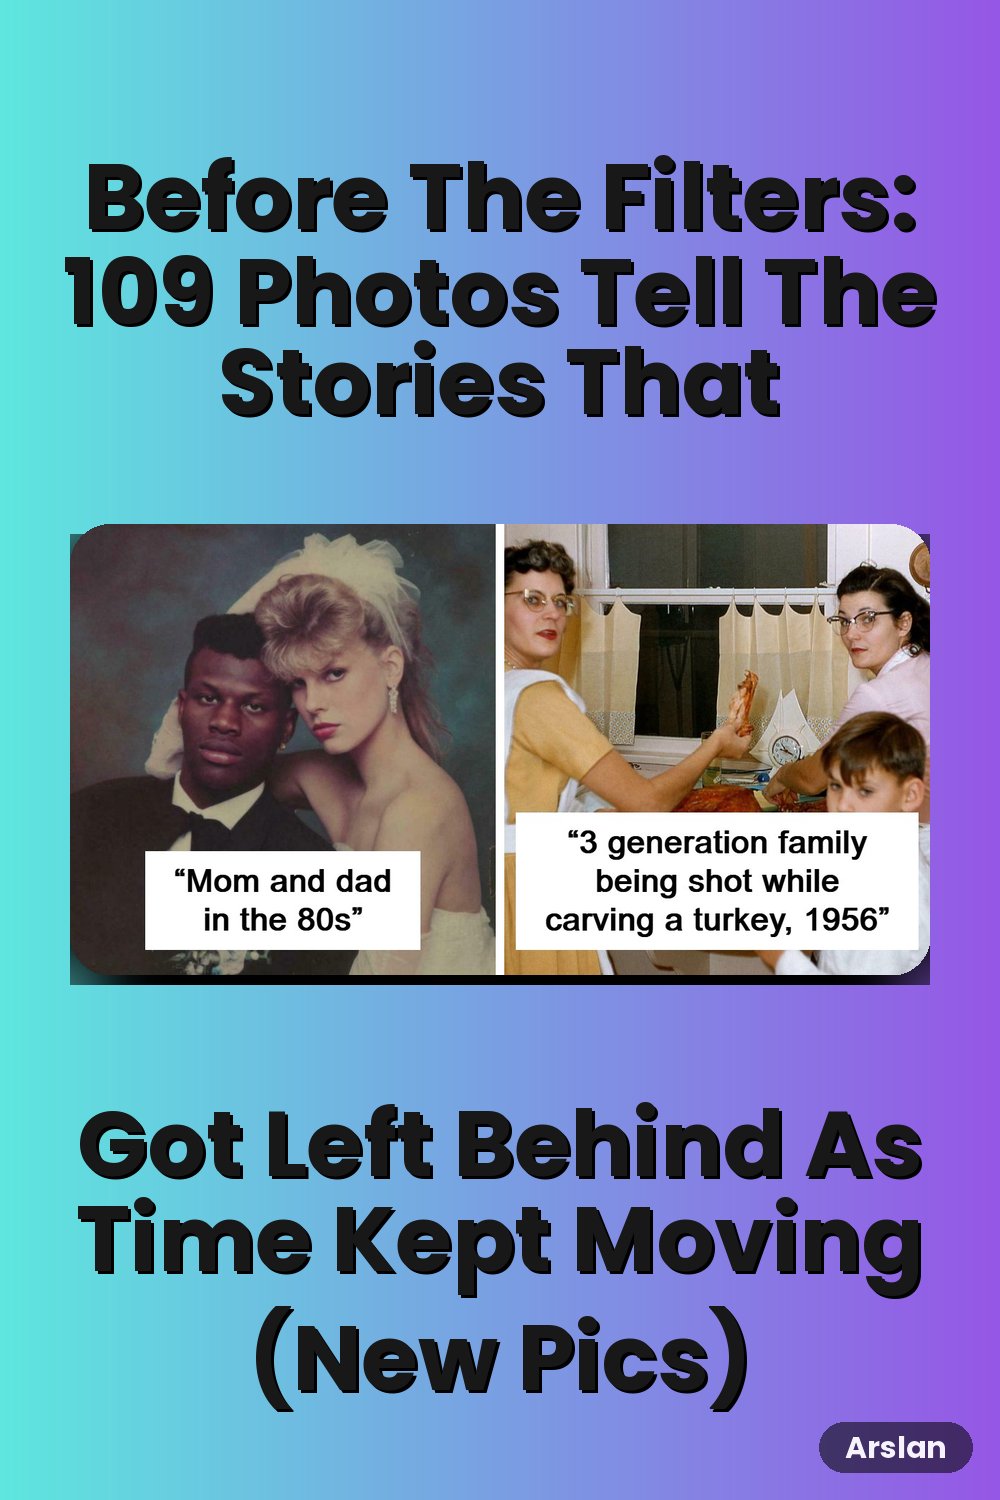 Before The Filters:
109 Photos Tell The
Stories That
“Mom and dad
in the 80s”
“3 generation family
being shot while
carving a turkey, 1956”
Got Left Behind As
Time Kept Moving
(New Pics)
Arslan